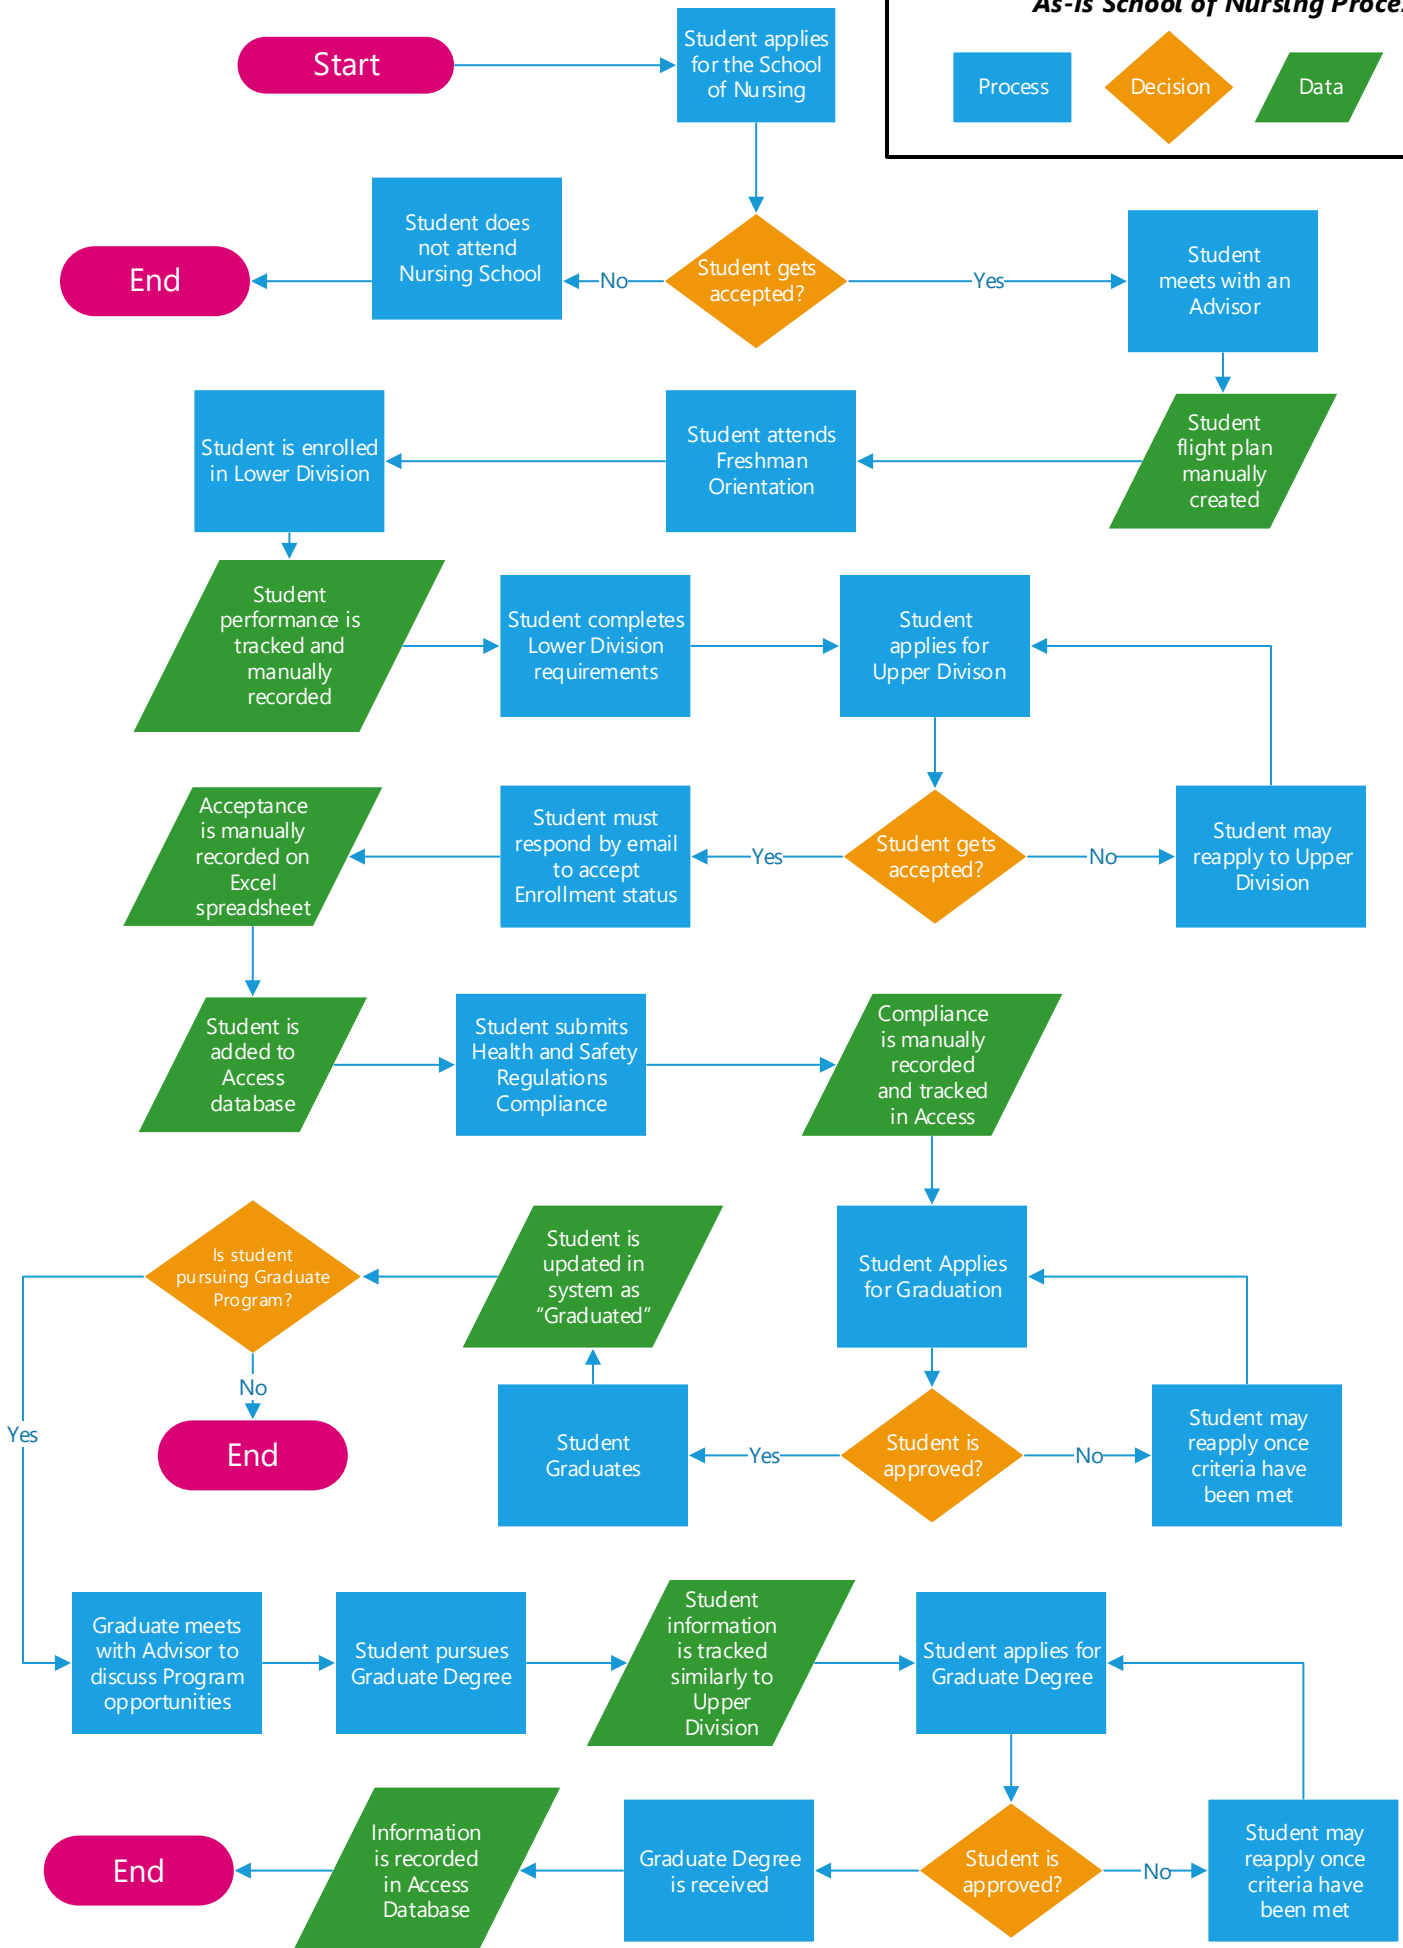 As-Is School of Nursing
Process
Decision
Data
Start
Student applies
for the School
of Nursing
Student does
not attend
Nursing School
End
No
Student gets
accepted?
Yes
Student
meets with an
Advisor
Student is enrolled
in Lower Division
Student attends
Freshman
Orientation
Student
flight plan
manually
created
Student
performance is
tracked and
manually
recorded
Student completes
Lower Division
requirements
Student
applies for
Upper Divison
Acceptance
is manually
recorded on
Excel
spreadsheet
Student must
respond by email
to accept
Enrollment status
Yes
Student gets
accepted?
No
Student may
reapply to Upper
Division
Student is
added to
Access
database
Student submits
Health and Safety
Regulations
Compliance
Compliance
is manually
recorded
and tracked
in Access
Is student
pursuing Graduate
Program?
Student is
updated in
system as
“Graduated”
Student Applies
for Graduation
No
Yes
End
Student
Graduates
Yes
Student is
approved?
No
Student may
reapply once
criteria have
been met
Graduate meets
with Advisor to
discuss Program
opportunities
Student pursues
Graduate Degree
Student
information
is tracked
similarly to
Upper
Division
Student applies for
Graduate Degree
End
Information
is recorded
in Access
Database
Graduate Degree
is received
Student is
approved?
No
Student may
reapply once
criteria have
been met